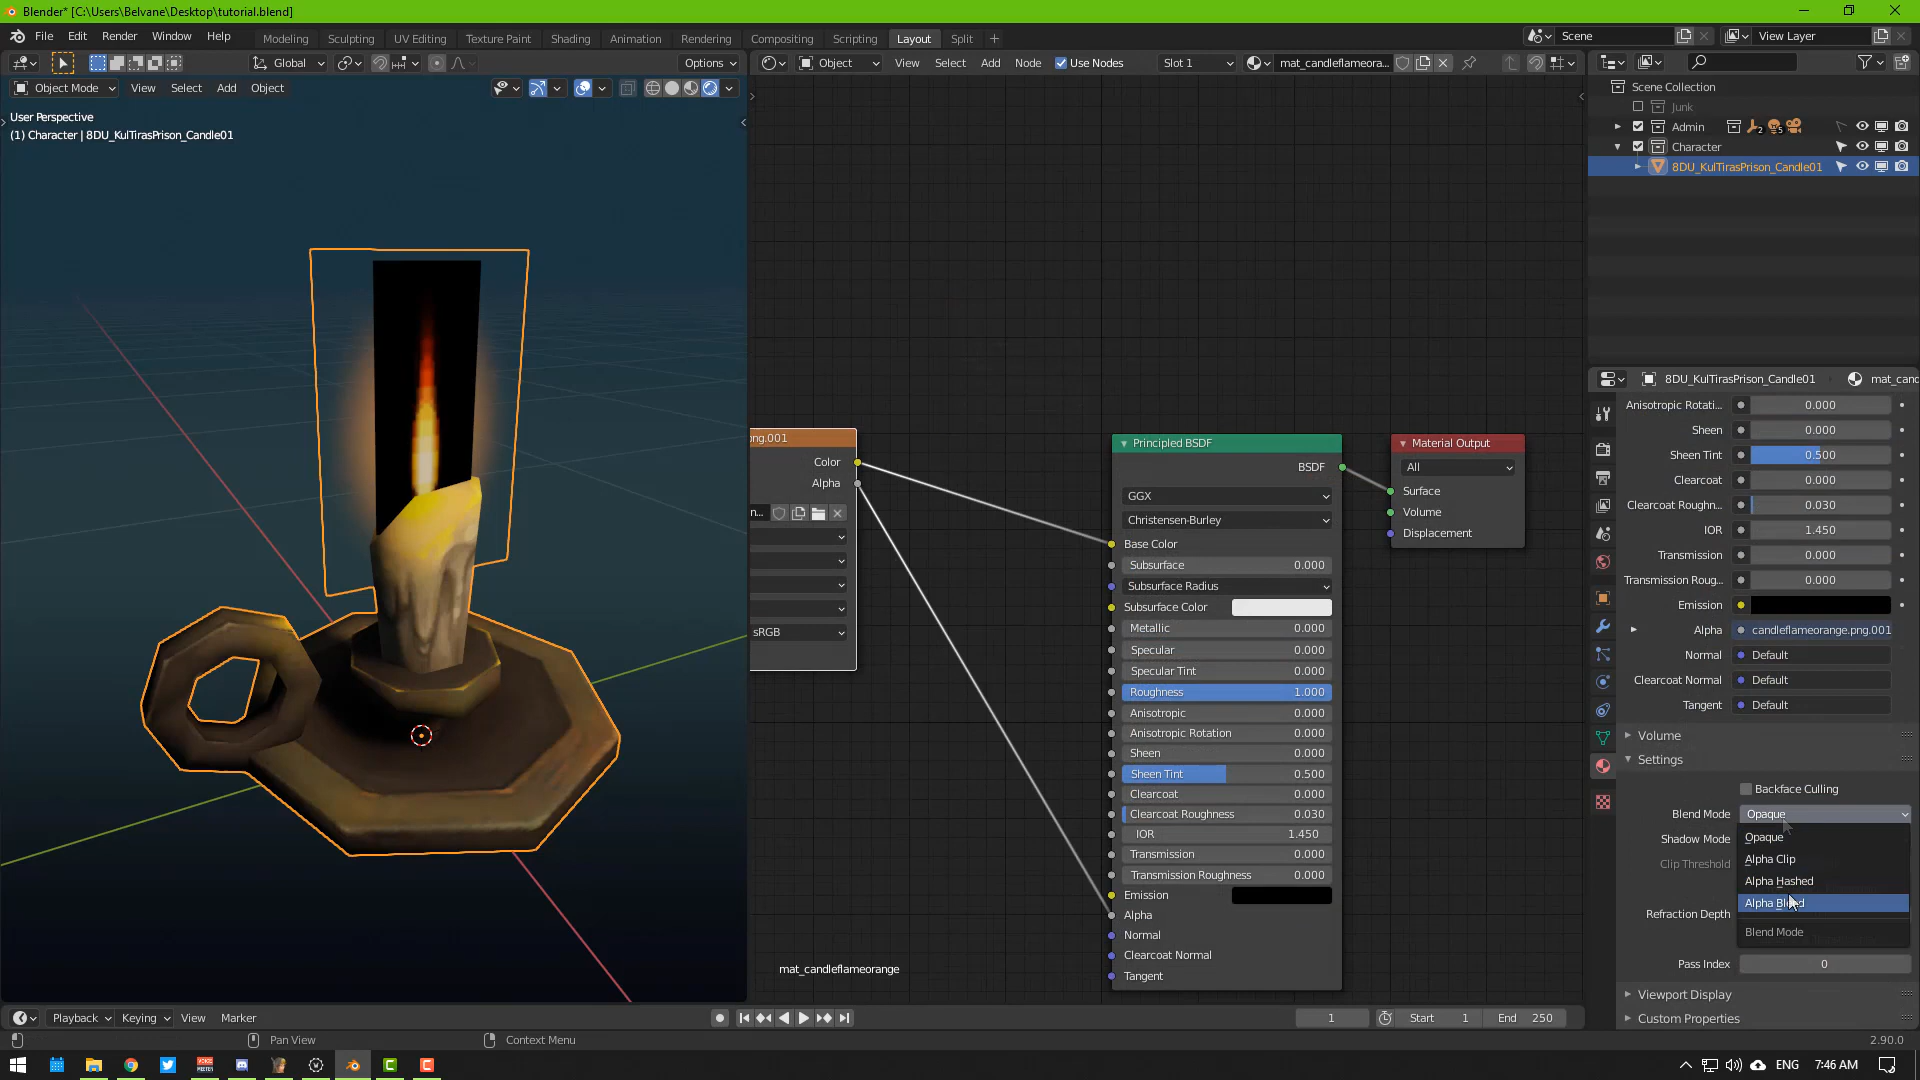 Blender* [C:\Users\Belvane\Desktop\tutorial.blend]
File Edit Render Window Help
Modeling Sculpting UV Editing Texture Paint Shading Animation Rendering Compositing Scripting Layout Split +
Scene
View Layer
Global
Options
Object View Select Add Node Use Nodes
Slot 1
mat_candleflameora...
Object Mode View Select Add Object
User Perspective
(1) Character | 8DU_KulTirasPrison_Candle01
Scene Collection
Junk
Admin 2 5
Character
8DU_KulTirasPrison_Candle01
8DU_KulTirasPrison_Candle01
mat_cand
Anisotropic Rotati... 0.000
Sheen 0.000
Sheen Tint 0.500
Clearcoat 0.000
Clearcoat Roughn... 0.030
IOR 1.450
Transmission 0.000
Transmission Roug... 0.000
Emission
Alpha candleflameorange.png.001
Normal Default
Clearcoat Normal Default
Tangent Default
Volume
Settings
Backface Culling
Blend Mode Opaque
Shadow Mode
Clip Threshold
Opaque
Alpha Clip
Alpha Hashed
Alpha Blend
Blend Mode
Refraction Depth
Pass Index 0
Viewport Display
Custom Properties
png.001
Color
Alpha
n...
sRGB
Principled BSDF
BSDF
GGX
Christensen-Burley
Base Color
Subsurface 0.000
Subsurface Radius
Subsurface Color
Metallic 0.000
Specular 0.000
Specular Tint 0.000
Roughness 1.000
Anisotropic 0.000
Anisotropic Rotation 0.000
Sheen 0.000
Sheen Tint 0.500
Clearcoat 0.000
Clearcoat Roughness 0.030
IOR 1.450
Transmission 0.000
Transmission Roughness 0.000
Emission
Alpha
Normal
Clearcoat Normal
Tangent
Material Output
All
Surface
Volume
Displacement
mat_candleflameorange
Playback Keying View Marker
1
Start 1
End 250
Pan View
Context Menu
2.90.0
ENG
7:46 AM